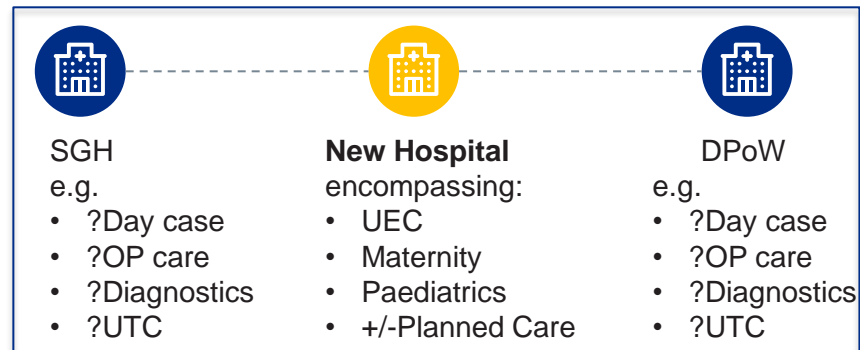 SGH
e.g.
• ?Day case
• ?OP care
• ?Diagnostics
• ?UTC
New Hospital
encompassing:
• UEC
• Maternity
• Paediatrics
• +/-Planned Care
DPoW
e.g.
• ?Day case
• ?OP care
• ?Diagnostics
• ?UTC